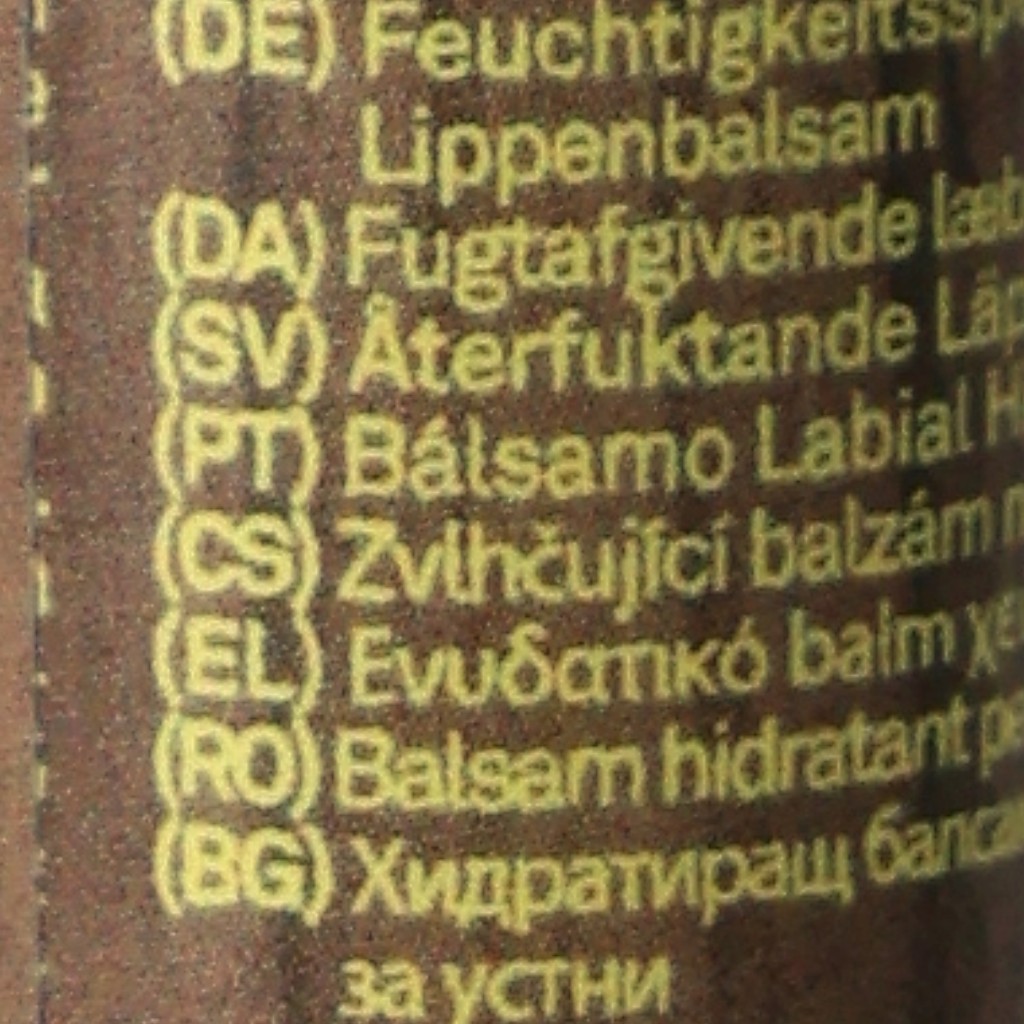 (DE)
Lippenbalsam
(DA) Fugtafgivende
(SV) Återfuktande
(PT) Bálsamo Labial
(CS) Zvlhčující balzám
(EL) Ενυδατικό balm
(RO) Balsam hidratant
(BG) Хидратиращ
за устни